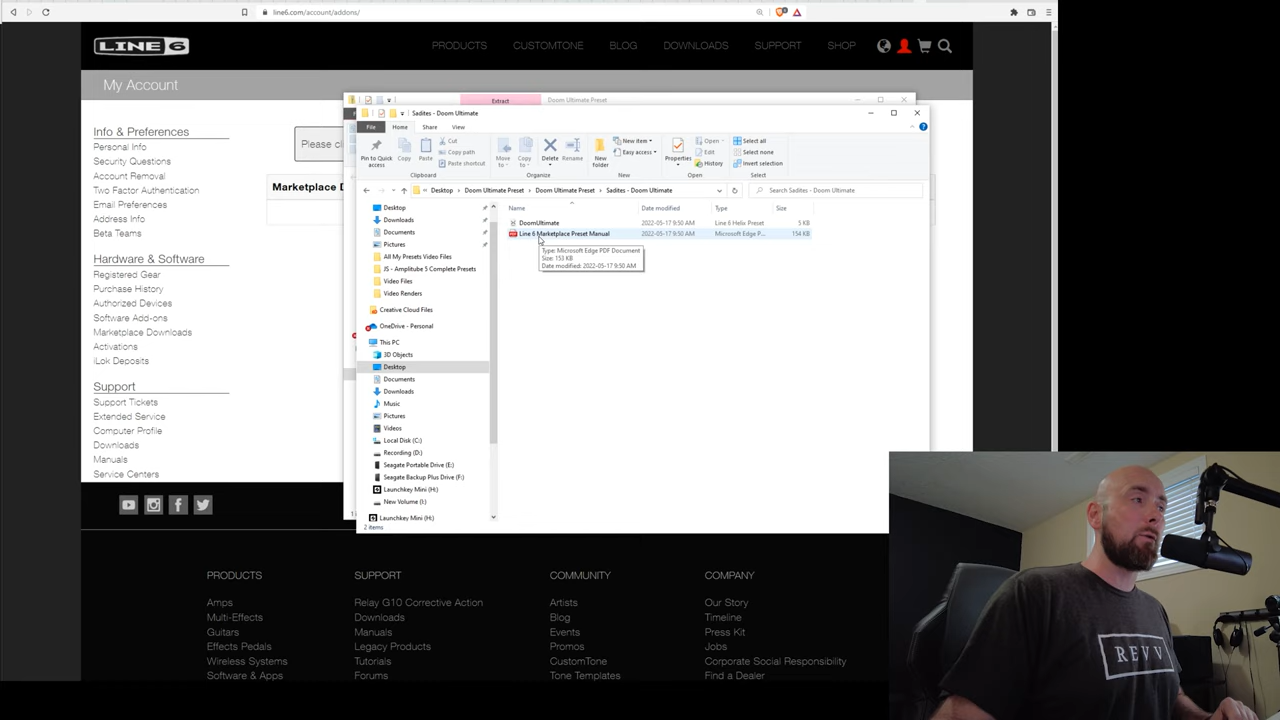 line6.com/account/addons/
LINE 6
PRODUCTS CUSTOMTONE BLOG DOWNLOADS SUPPORT SHOP
My Account
Info & Preferences
Personal Info
Security Questions
Account Removal
Two Factor Authentication
Email Preferences
Address Info
Beta Teams
Hardware & Software
Registered Gear
Purchase History
Authorized Devices
Software Add-ons
Marketplace Downloads
Activations
iLok Deposits
Support
Support Tickets
Extended Service
Computer Profile
Downloads
Manuals
Service Centers
Please cl
Marketplace D
Extract Doom Ultimate Preset
Sadites - Doom Ultimate
File Home Share View
Pin to Quick access
Copy
Paste
Cut
Copy path
Paste shortcut
Clipboard
Move to
Copy to
Delete
Rename
Organize
New folder
New item
Easy access
New
Properties
Open
Edit
History
Open
Select all
Select none
Invert selection
Select
Desktop > Doom Ultimate Preset > Doom Ultimate Preset > Sadites - Doom Ultimate
Search Sadites - Doom Ultimate
Name Date modified Type Size
DoomUltimate 2022-05-17 9:50 AM Line 6 Helix Preset 5 KB
Line 6 Marketplace Preset Manual 2022-05-17 9:50 AM Microsoft Edge P... 154 KB
Type: Microsoft Edge PDF Document
Size: 153 KB
Date modified: 2022-05-17 9:50 AM
Desktop
Downloads
Documents
Pictures
All My Presets Video Files
JS - Amplitube 5 Complete Presets
Video Files
Video Renders
Creative Cloud Files
OneDrive - Personal
This PC
3D Objects
Desktop
Documents
Downloads
Music
Pictures
Videos
Local Disk (C:)
Recording (D:)
Seagate Portable Drive (E:)
Seagate Backup Plus Drive (F:)
Launchkey Mini (H:)
New Volume (I:)
Launchkey Mini (H:)
2 items
PRODUCTS
Amps
Multi-Effects
Guitars
Effects Pedals
Wireless Systems
Software & Apps
SUPPORT
Relay G10 Corrective Action
Downloads
Manuals
Legacy Products
Tutorials
Forums
COMMUNITY
Artists
Blog
Events
Promos
CustomTone
Tone Templates
COMPANY
Our Story
Timeline
Press Kit
Jobs
Corporate Social Responsibility
Find a Dealer
REVV